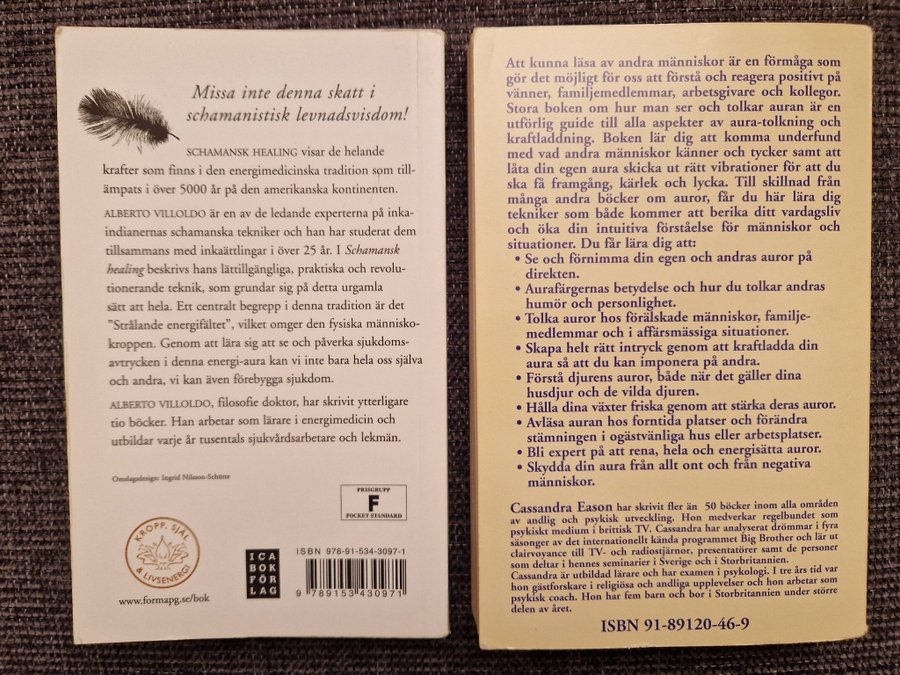 Missa inte denna skatt i
schamanistisk levnadsvisdom!
SCHAMANSK HEALING visar de helande
krafter som finns i den energimedicinska tradition som till-
ämpats i över 5000 år på den amerikanska kontinenten.
ALBERTO VILLOLDO är en av de ledande experterna på inka-
indianernas schamanska tekniker och han har studerat dem
tillsammans med inkaättlingar i över 25 år. I Schamansk
healing beskrivs hans lättillgängliga, praktiska och revolu-
tionerande teknik, som grundar sig på detta urgamla
sätt att hela. Ett centralt begrepp i denna tradition är det
"Strålande energifältet", vilket omger den fysiska människo-
kroppen. Genom att lära sig att se och påverka sjukdoms-
avtrycken i denna energi-aura kan vi inte bara hela oss själva
och andra, vi kan även förebygga sjukdom.
ALBERTO VILLOLDO, filosofie doktor, har skrivit ytterligare
tio böcker. Han arbetar som lärare i energimedicin och
utbildar varje år tusentals sjukvårdsarbetare och lekmän.
Omslagsdesign: Ingrid Nilsson-Schütte
PRISGRUPP
F
POCKET STANDARD
KROPP, SJÄL
& LIVSENERGI
www.formapg.se/bok
ICA
BOK
FÖR
LAG
ISBN 978-91-534-3097-1
9 789153 430971
Att kunna läsa av andra människor är en förmåga som
gör det möjligt för oss att förstå och reagera positivt på
vänner, familjemedlemmar, arbetsgivare och kollegor.
Stora boken om hur man ser och tolkar auran är en
utförlig guide till alla aspekter av aura-tolkning och
kraftladdning. Boken lär dig att komma underfund
med vad andra människor känner och tycker samt att
låta din egen aura skicka ut rätt vibrationer för att du
ska få framgång, kärlek och lycka. Till skillnad från
många andra böcker om auror, får du här lära dig
tekniker som både kommer att berika ditt vardagsliv
och öka din intuitiva förståelse för människor och
situationer. Du får lära dig att:
• Se och förnimma din egen och andras auror på
direkten.
• Aurafärgernas betydelse och hur du tolkar andras
humör och personlighet.
• Tolka auror hos förälskade människor, familje-
medlemmar och i affärsmässiga situationer.
• Skapa helt rätt intryck genom att kraftladda din
aura så att du kan imponera på andra.
• Förstå djurens auror, både när det gäller dina
husdjur och de vilda djuren.
• Hålla dina växter friska genom att stärka deras auror.
• Avläsa auran hos forntida platser och förändra
stämningen i ogästvänliga hus eller arbetsplatser.
• Bli expert på att rena, hela och energisätta auror.
• Skydda din aura från allt ont och från negativa
människor.
Cassandra Eason har skrivit fler än 50 böcker inom alla områden
av andlig och psykisk utveckling. Hon medverkar regelbundet som
psykiskt medium i brittisk TV. Cassandra har analyserat drömmar i fyra
säsonger av det internationellt kända programmet Big Brother och lär ut
clairvoyance till TV- och radiostjärnor, presentatörer samt de personer
som deltar i hennes seminarier i Sverige och i Storbritannien.
Cassandra är utbildad lärare och har examen i psykologi. I tre års tid var
hon gästforskare i religiösa och andliga upplevelser och hon arbetar som
psykisk coach. Hon har fem barn och bor i Storbritannien under större
delen av året.
ISBN 91-89120-46-9